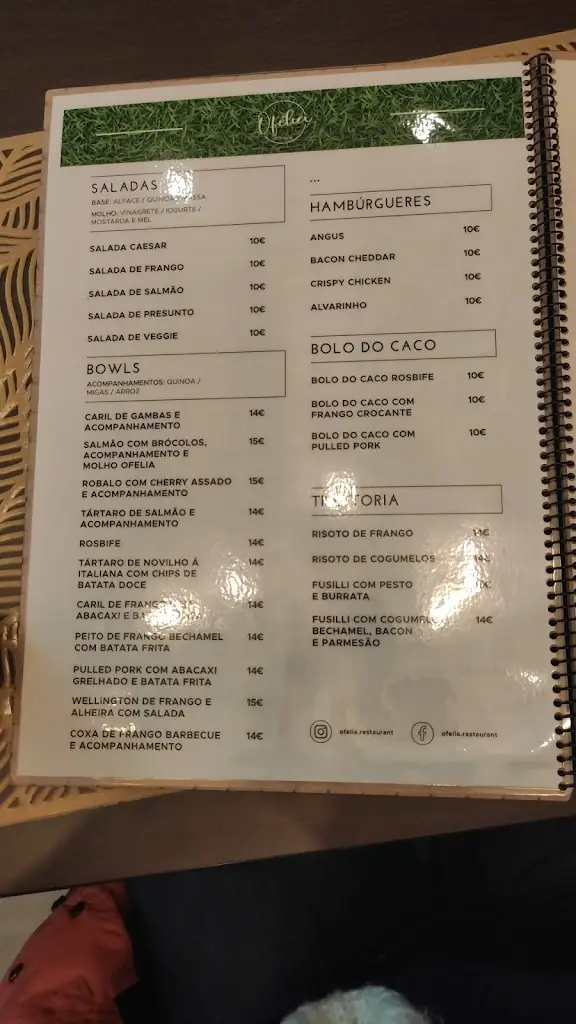 Ofélia
SALADAS
BASE: ALFACE / QUINOA /
MOLHO: VINAGRETE / IOGURTE /
MOSTARDA E MEL
SALADA CAESAR 10€
SALADA DE FRANGO 10€
SALADA DE SALMÃO 10€
SALADA DE PRESUNTO 10€
SALADA DE VEGGIE 10€
BOWLS
ACOMPANHAMENTOS: QUINOA /
MIGAS / ARROZ
CARIL DE GAMBAS E 14€
ACOMPANHAMENTO
SALMÃO COM BRÓCOLOS, 15€
ACOMPANHAMENTO E
MOLHO OFELIA
ROBALO COM CHERRY ASSADO 15€
E ACOMPANHAMENTO
TÁRTARO DE SALMÃO E 14€
ACOMPANHAMENTO
ROSBIFE 14€
TÁRTARO DE NOVILHO Á 14€
ITALIANA COM CHIPS DE
BATATA DOCE
CARIL DE FRANGO 14€
ABACAXI E
PEITO DE FRANGO BECHAMEL 14€
COM BATATA FRITA
PULLED PORK COM ABACAXI 14€
GRELHADO E BATATA FRITA
WELLINGTON DE FRANGO E 15€
ALHEIRA COM SALADA
COXA DE FRANGO BARBECUE 14€
E ACOMPANHAMENTO
...
HAMBÚRGUERES
ANGUS 10€
BACON CHEDDAR 10€
CRISPY CHICKEN 10€
ALVARINHO 10€
BOLO DO CACO
BOLO DO CACO ROSBIFE 10€
BOLO DO CACO COM 10€
FRANGO CROCANTE
BOLO DO CACO COM 10€
PULLED PORK
TRATTORIA
RISOTO DE FRANGO 14€
RISOTO DE COGUMELOS 14€
FUSILLI COM PESTO
E BURRATA
FUSILLI COM COGUMELOS 14€
BECHAMEL, BACON
E PARMESÃO
ofelia.restaurant
ofelia.restaurant